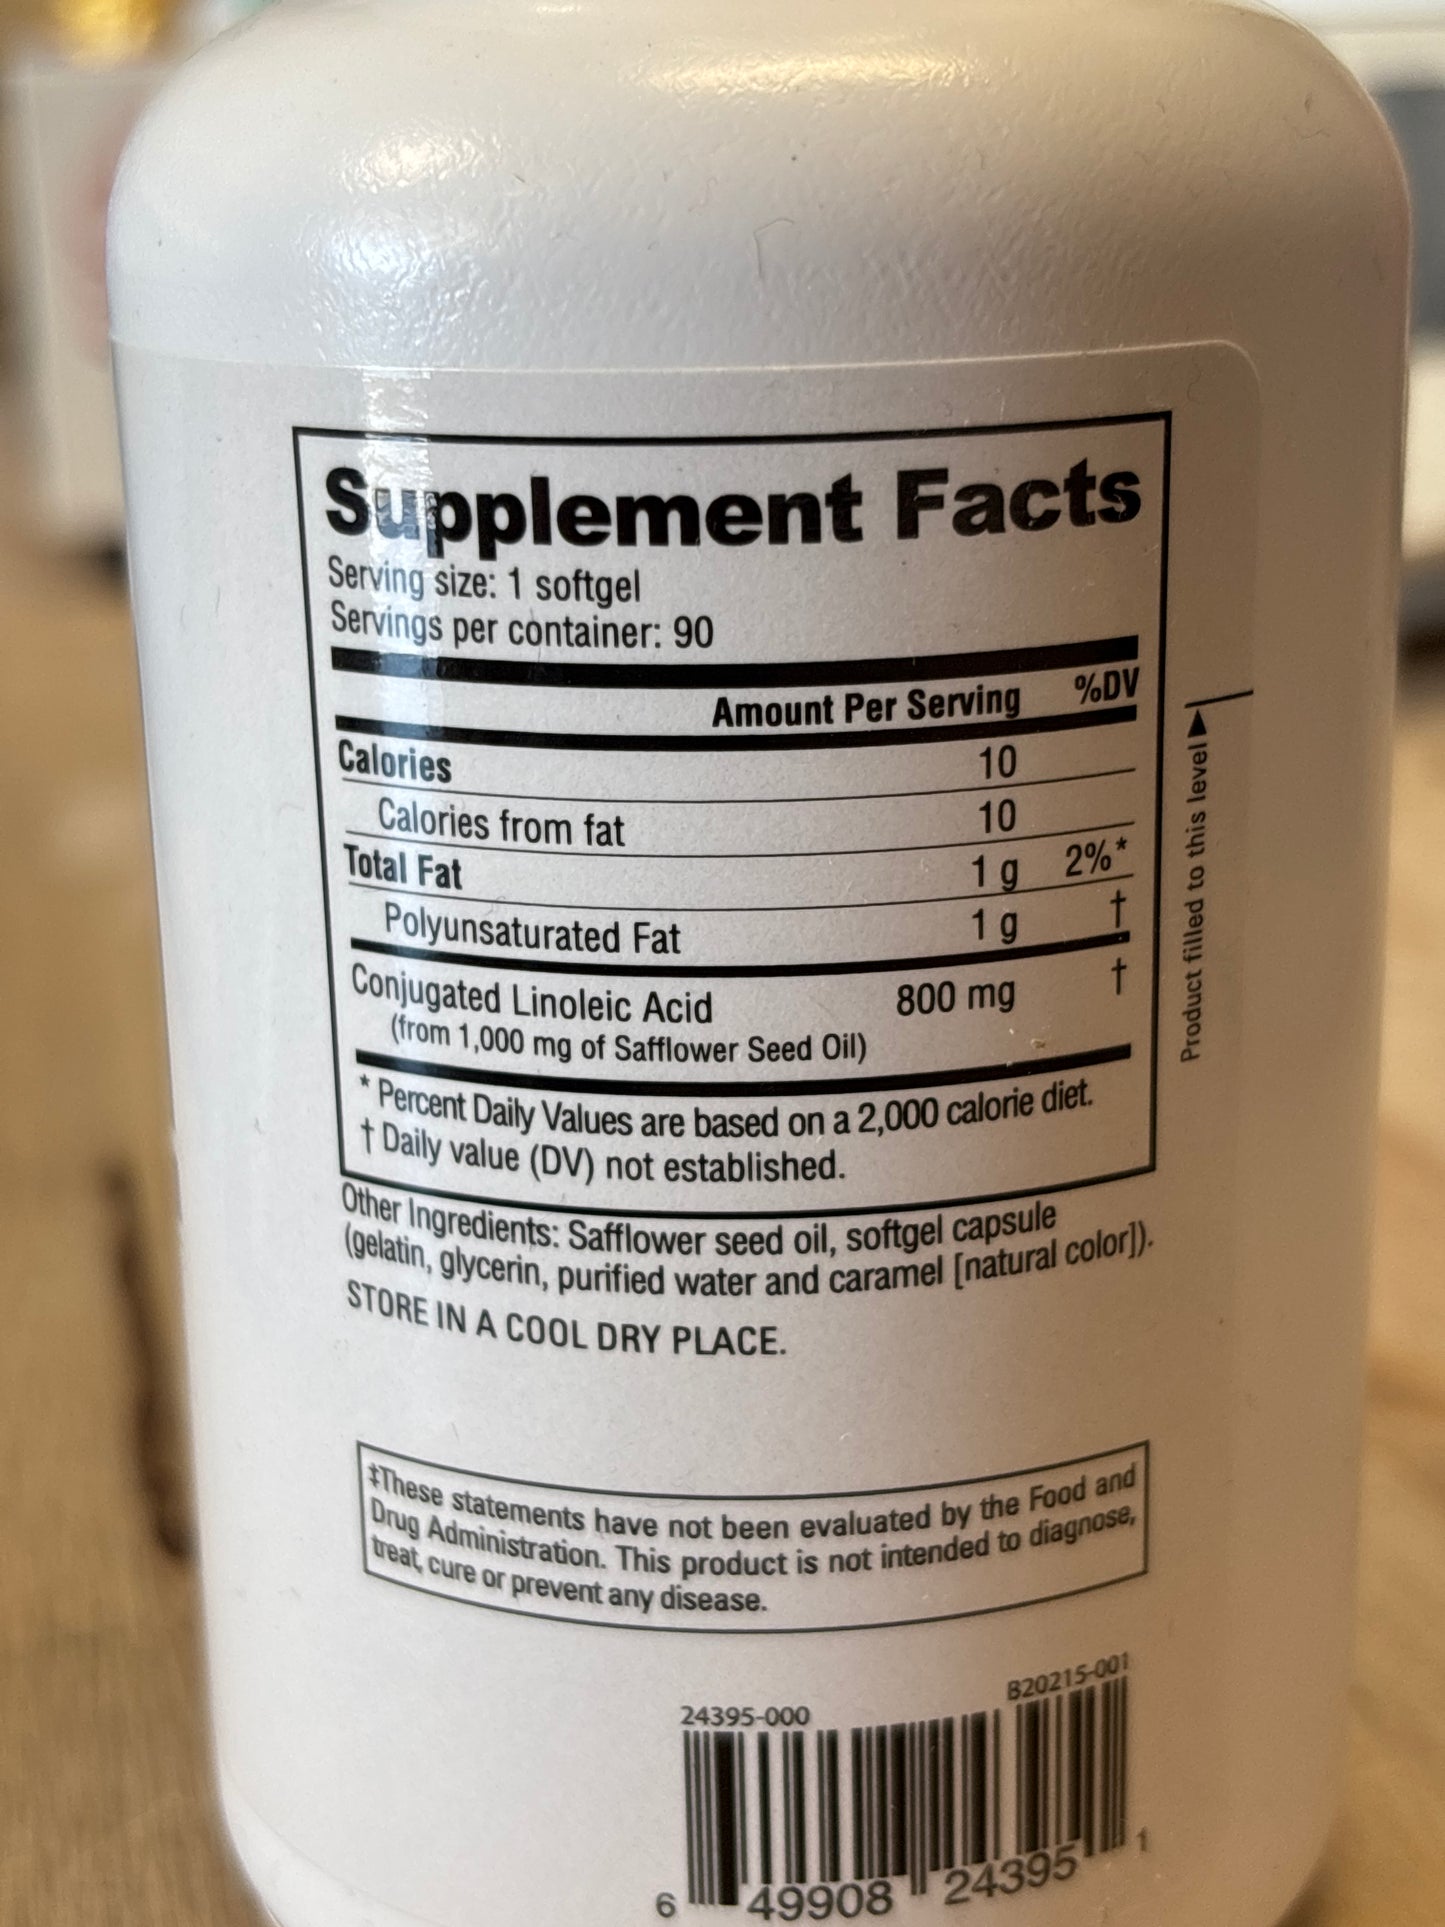 Supplement Facts
Serving size: 1 softgel
Servings per container: 90
Amount Per Serving %DV
Calories 10
Calories from fat 10
Total Fat 1 g 2%*
Polyunsaturated Fat 1 g †
Conjugated Linoleic Acid 800 mg †
(from 1,000 mg of Safflower Seed Oil)
* Percent Daily Values are based on a 2,000 calorie diet.
† Daily value (DV) not established.
Other Ingredients: Safflower seed oil, softgel capsule
(gelatin, glycerin, purified water and caramel [natural color]).
STORE IN A COOL DRY PLACE.
Product filled to this level
‡These statements have not been evaluated by the Food and
Drug Administration. This product is not intended to diagnose,
treat, cure or prevent any disease.
24395-000 B20215-001
6 49908 24395 1